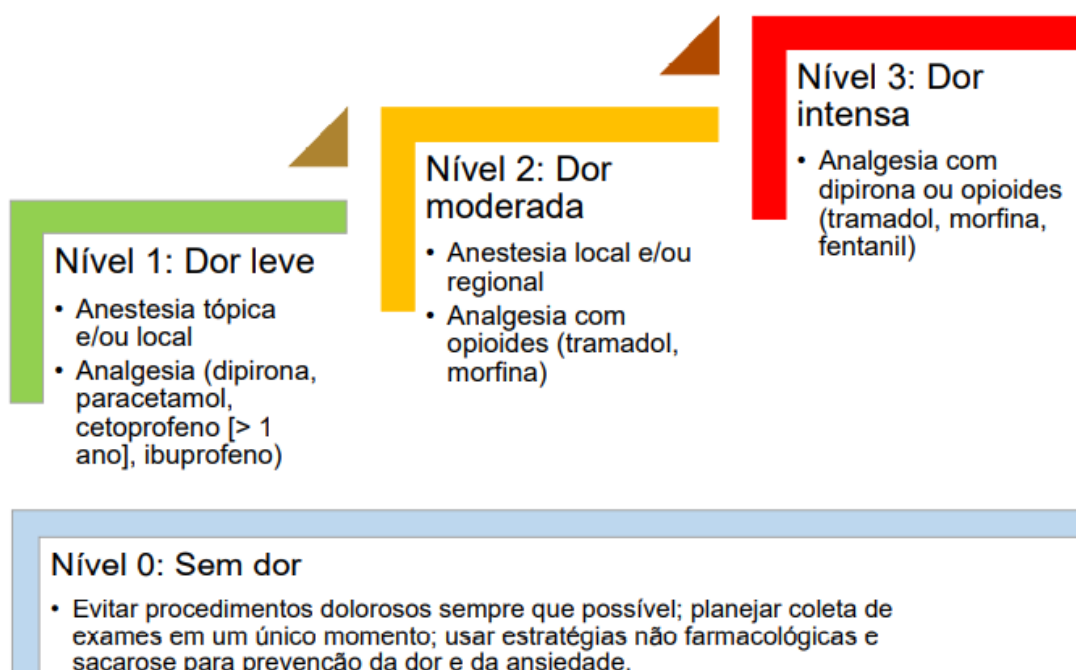 Nível 1: Dor leve
• Anestesia tópica
e/ou local
• Analgesia (dipirona,
paracetamol,
cetoprofeno [> 1
ano], ibuprofeno)
Nível 2: Dor
moderada
• Anestesia local e/ou
regional
• Analgesia com
opioides (tramadol,
morfina)
Nível 3: Dor
intensa
• Analgesia com
dipirona ou opioides
(tramadol, morfina,
fentanil)
Nível 0: Sem dor
• Evitar procedimentos dolorosos sempre que possível; planejar coleta de
exames em um único momento; usar estratégias não farmacológicas e
sacarose para prevenção da dor e da ansiedade.